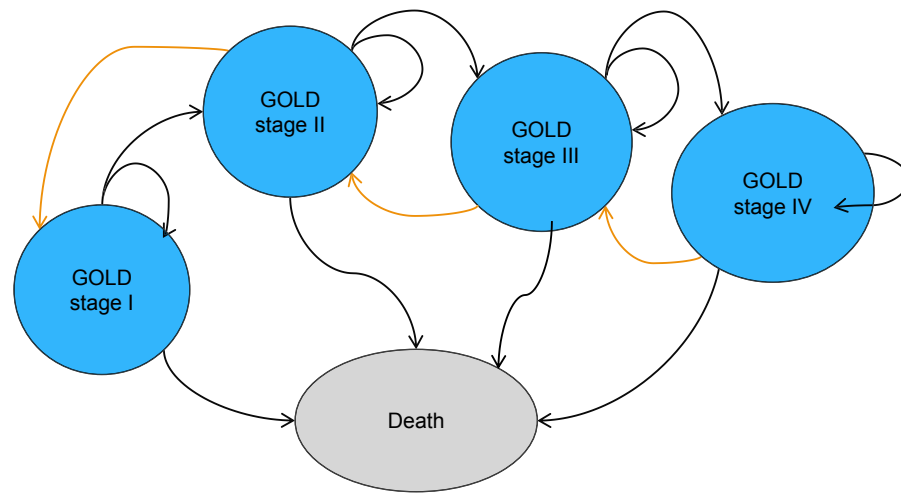 GOLD
stage I
GOLD
stage II
GOLD
stage III
GOLD
stage IV
Death